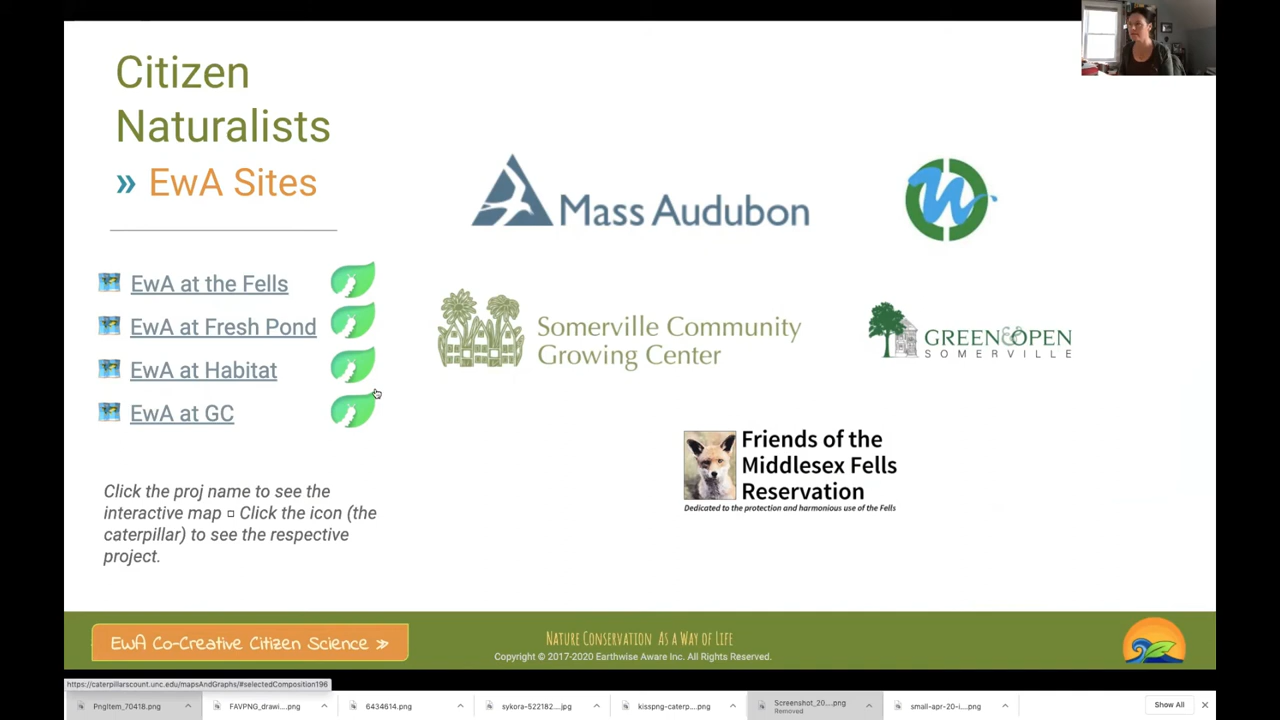 Citizen
Naturalists
» EwA Sites
EwA at the Fells
EwA at Fresh Pond
EwA at Habitat
EwA at GC
Click the proj name to see the
interactive map ▫ Click the icon (the
caterpillar) to see the respective
project.
Mass Audubon
Somerville Community
Growing Center
GREEN & OPEN
SOMERVILLE
Friends of the
Middlesex Fells
Reservation
Dedicated to the protection and harmonious use of the Fells
EwA Co-Creative Citizen Science »
Nature Conservation As a Way of Life
Copyright © 2017-2020 Earthwise Aware Inc. All Rights Reserved.
https://caterpillarscount.unc.edu/mapsAndGraphs/#selectedComposition196
PngItem_70418.png
FAVPNG_drawi....png
6434614.png
sykora-522182...jpg
kisspng-caterp....png
Screenshot_20....png
Removed
small-apr-20-i....png
Show All